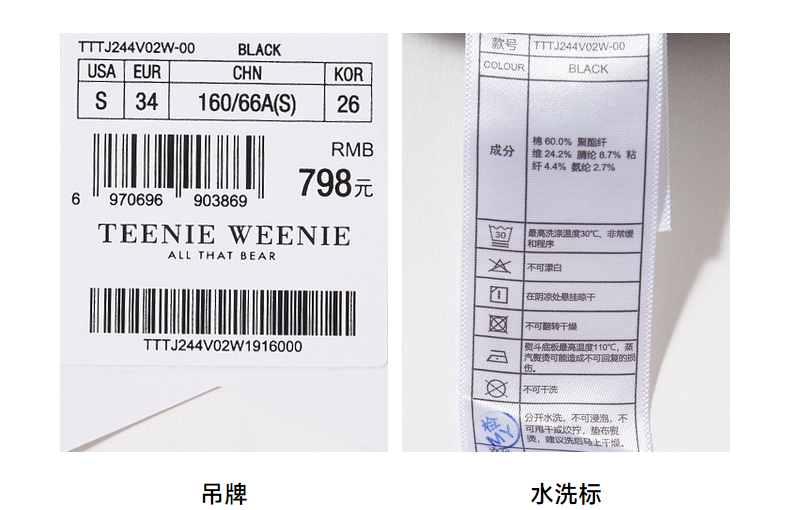 TTTJ244V02W-00 BLACK
USA EUR CHN KOR
S 34 160/66A(S) 26
RMB
798元
6 970696 903869
TEENIE WEENIE
ALL THAT BEAR
TTTJ244V02W1916000
吊牌
款号 TTTJ244V02W-00
COLOUR BLACK
成分
棉 60.0% 聚酯纤
维 24.2% 腈纶 8.7% 粘
纤 4.4% 氨纶 2.7%
30
最高洗涤温度30℃、非常缓
和程序
不可漂白
在阴凉处悬挂晾干
不可翻转干燥
熨斗底板最高温度110℃，蒸
汽熨烫可能造成不可回复的损
伤。
不可干洗
分开水洗，不可浸泡，不
可甩干或绞拧，垫布熨
烫，建议洗后马上干燥。
检
MY
水洗标